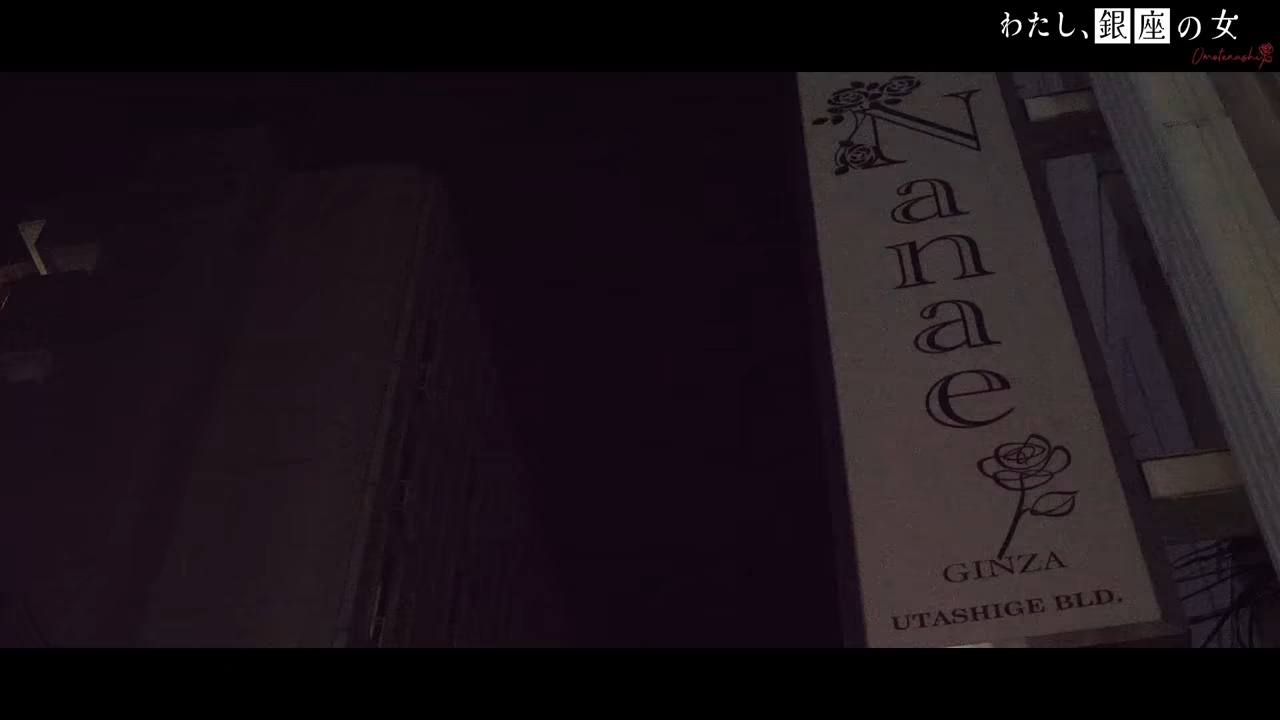 わたし、銀座の女
Omotenashi
Nanae
GINZA
UTASHIGE BLD.